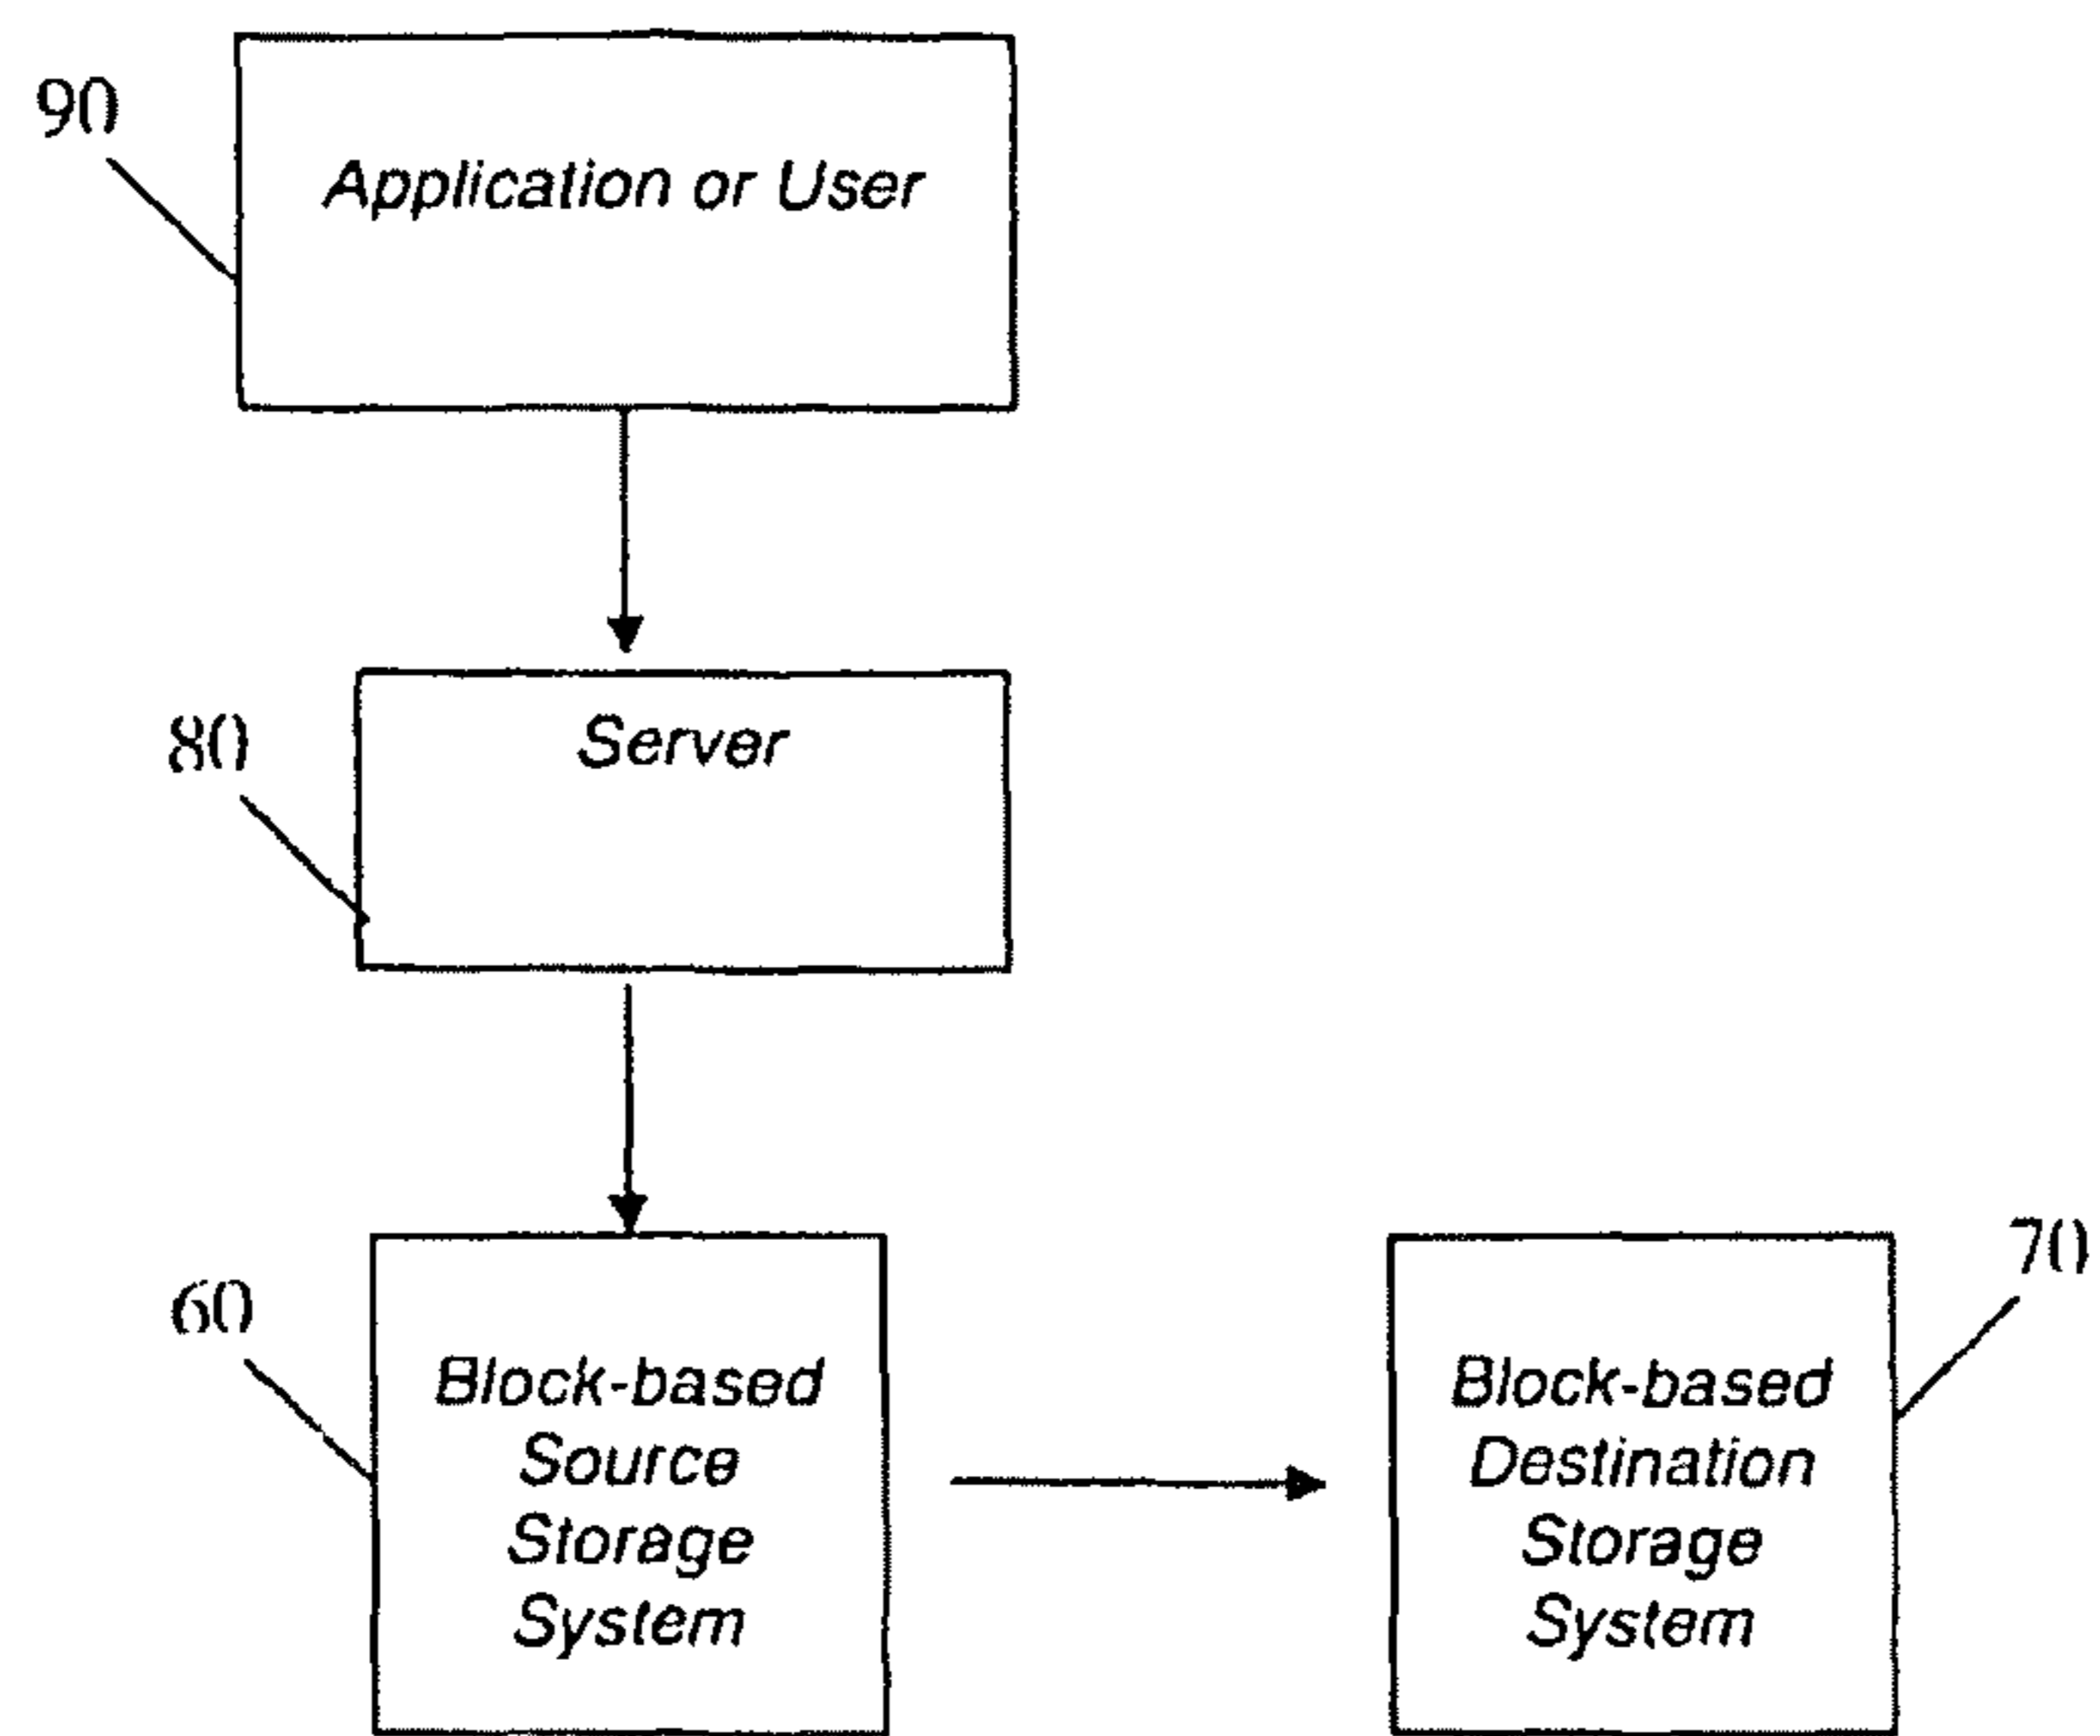 90
Application or User
80
Server
60
Block-based
Source
Storage
System
70
Block-based
Destination
Storage
System